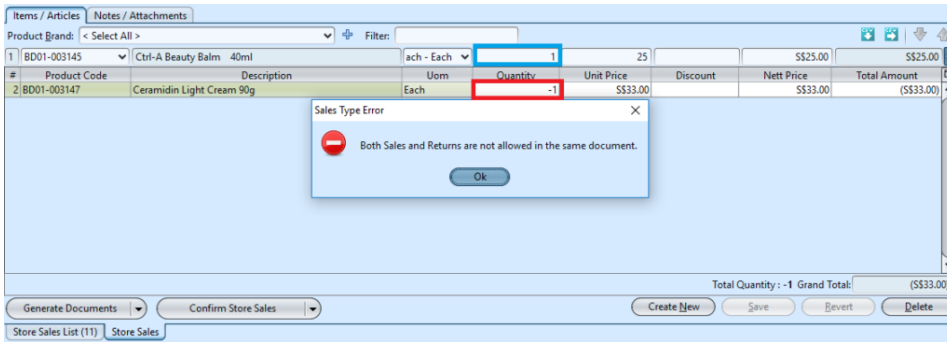 Items / Articles Notes / Attachments
Product Brand: < Select All > Filter:
1 BD01-003145 Ctrl-A Beauty Balm 40ml ach - Each 1 25 S$25.00 S$25.00
# Product Code Description Uom Quantity Unit Price Discount Nett Price Total Amount D
2 BD01-003147 Ceramidin Light Cream 90g Each -1 S$33.00 S$33.00 (S$33.00)
Sales Type Error
Both Sales and Returns are not allowed in the same document.
Ok
Total Quantity : -1 Grand Total: (S$33.00
Generate Documents Confirm Store Sales Create New Save Revert Delete
Store Sales List (11) Store Sales